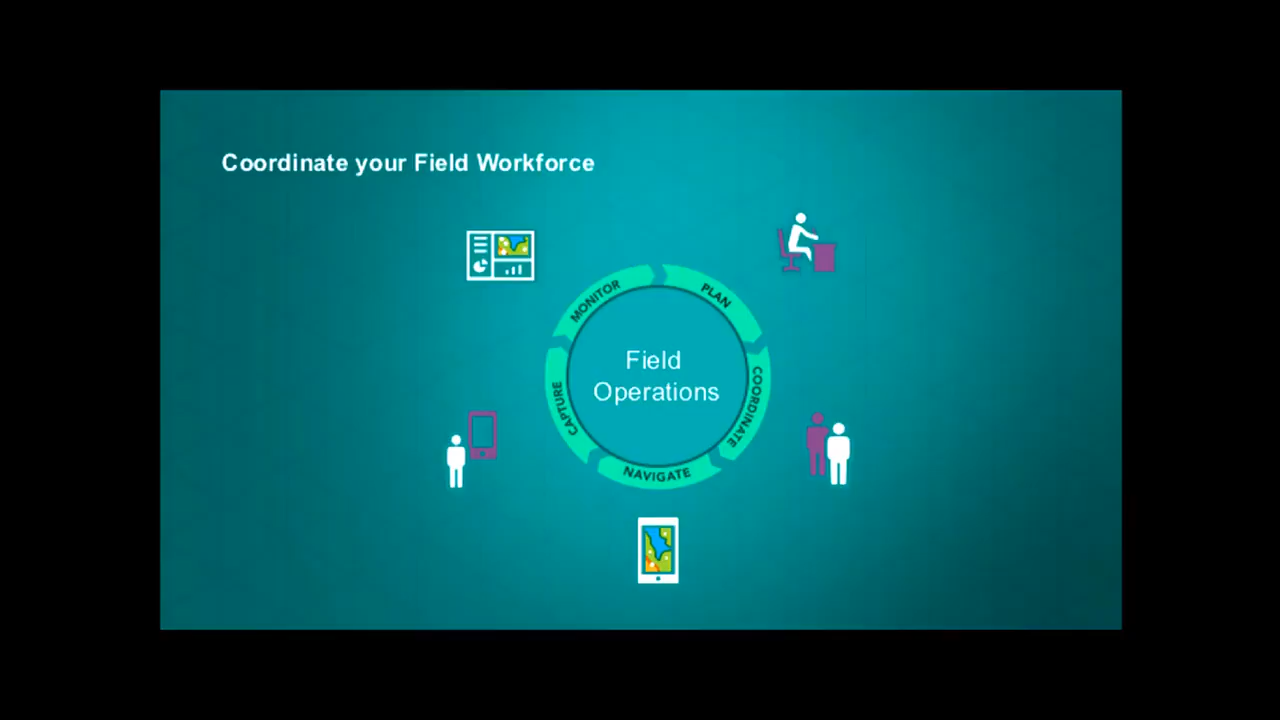 Coordinate your Field Workforce
MONITOR
PLAN
Field
Operations
CAPTURE
COORDINATE
NAVIGATE